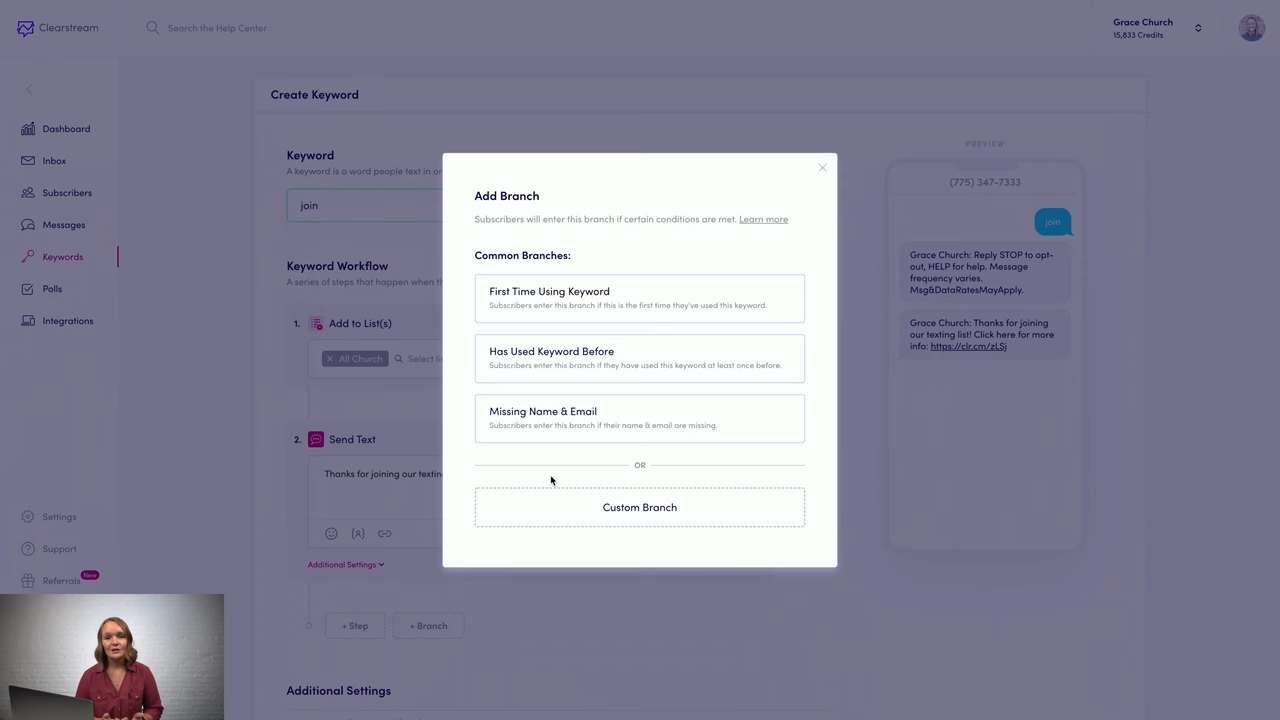 Clearstream
Search the Help Center
Grace Church
15,833 Credits
Dashboard
Inbox
Subscribers
Messages
Keywords
Polls
Integrations
Settings
Support
Referrals
New
Create Keyword
Keyword
A keyword is a word people text in or
join
Keyword Workflow
A series of steps that happen when th
1.
Add to List(s)
× All Church
Select li
2.
Send Text
Thanks for joining our textin
Additional Settings
+ Step
+ Branch
Additional Settings
Add Branch
Subscribers will enter this branch if certain conditions are met. Learn more
Common Branches:
First Time Using Keyword
Subscribers enter this branch if this is the first time they've used this keyword.
Has Used Keyword Before
Subscribers enter this branch if they have used this keyword at least once before.
Missing Name & Email
Subscribers enter this branch if their name & email are missing.
OR
Custom Branch
PREVIEW
(775) 347-7333
join
Grace Church: Reply STOP to opt-
out, HELP for help. Message
frequency varies.
Msg&DataRatesMayApply.
Grace Church: Thanks for joining
our texting list! Click here for more
info: https://clr.cm/zLSj